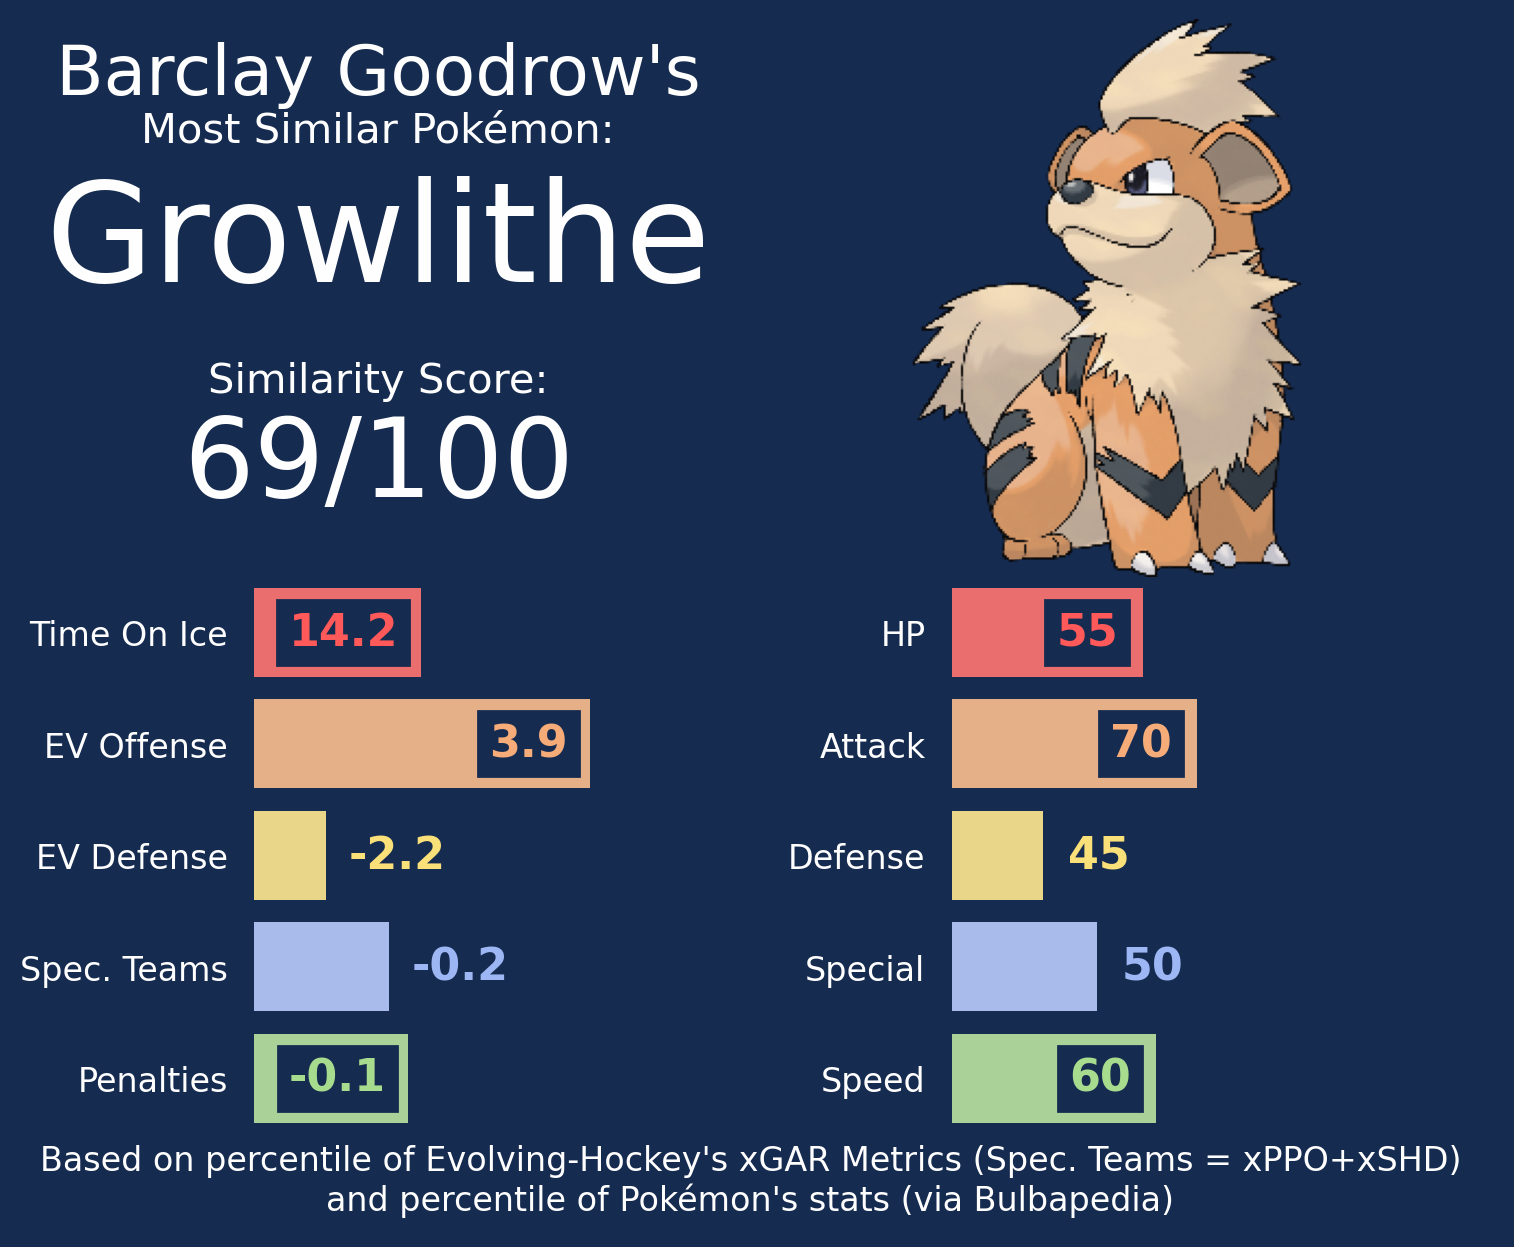 Barclay Goodrow's
Most Similar Pokémon:
Growlithe
Similarity Score:
69/100
Time On Ice 14.2
EV Offense 3.9
EV Defense -2.2
Spec. Teams -0.2
Penalties -0.1
HP 55
Attack 70
Defense 45
Special 50
Speed 60
Based on percentile of Evolving-Hockey's xGAR Metrics (Spec. Teams = xPPO+xSHD)
and percentile of Pokémon's stats (via Bulbapedia)